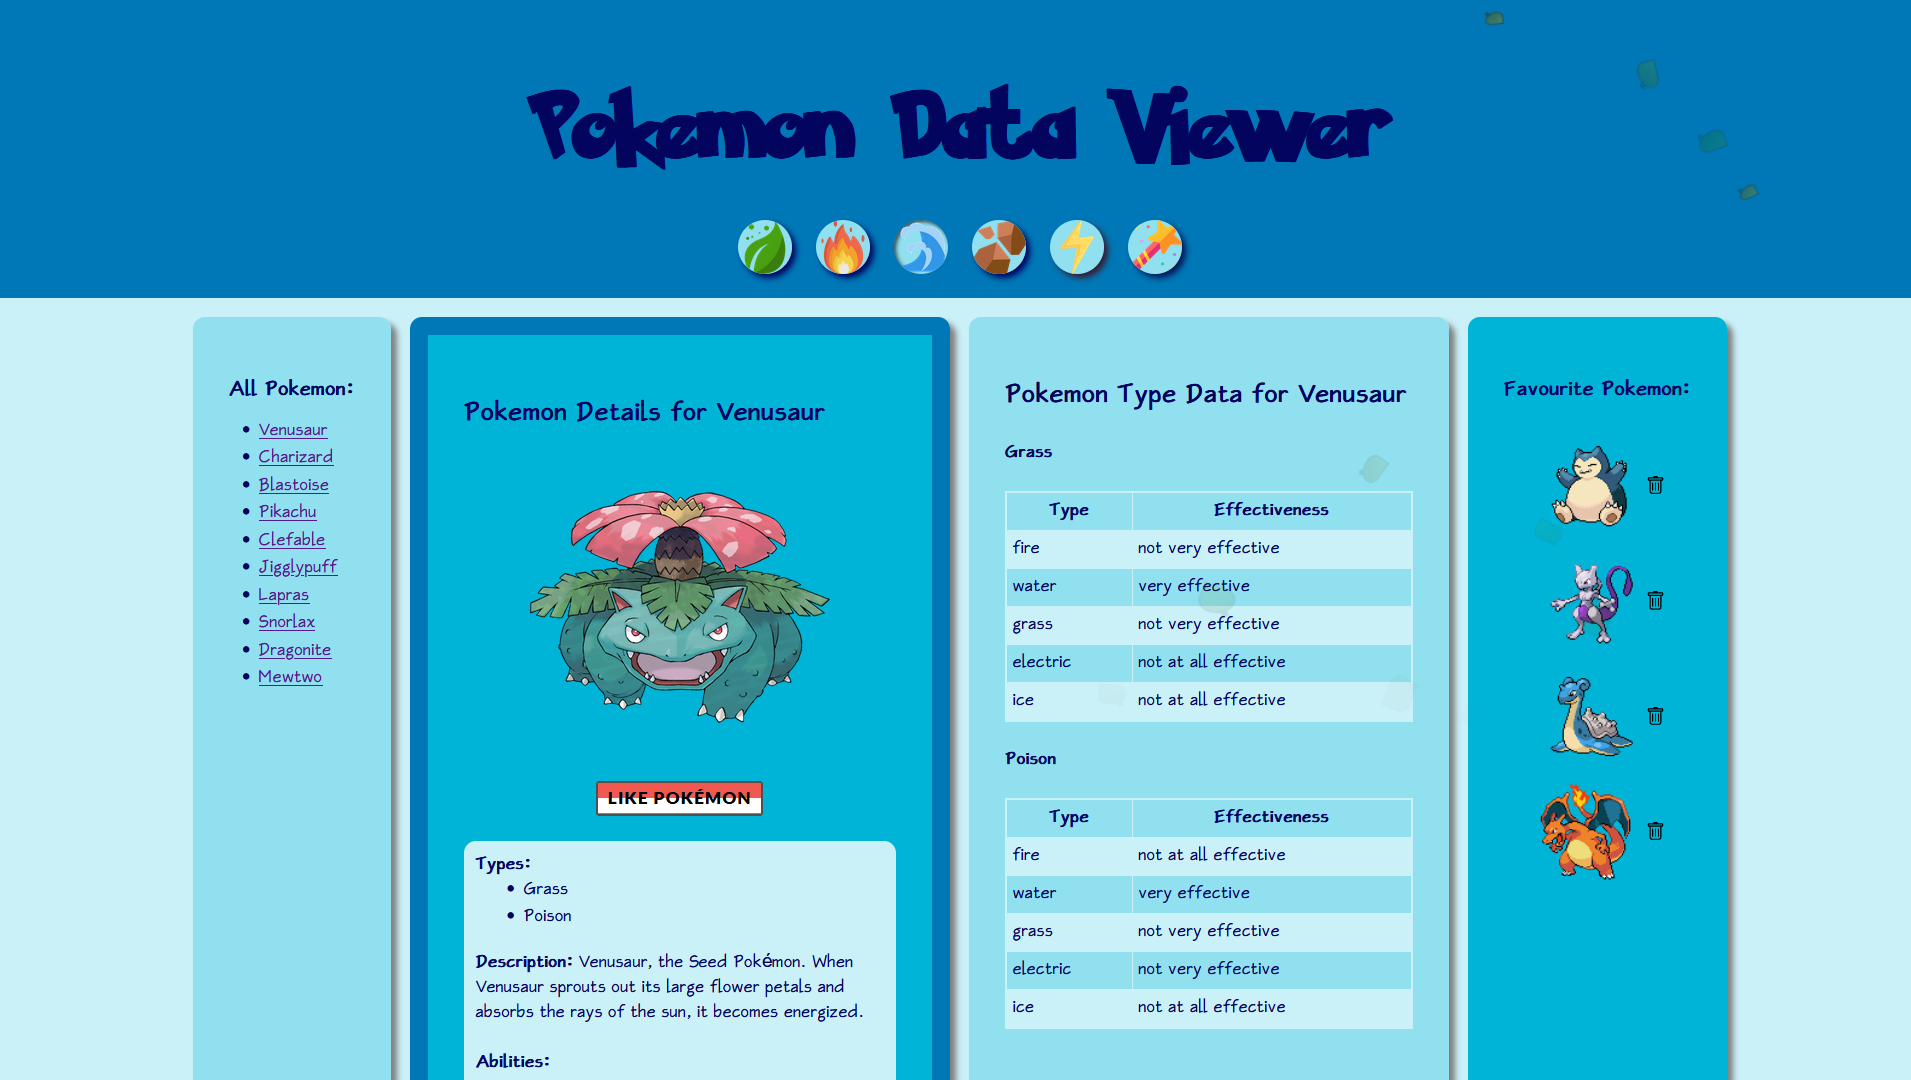 Pokemon Data Viewer
All Pokemon:
Venusaur
Charizard
Blastoise
Pikachu
Clefable
Jigglypuff
Lapras
Snorlax
Dragonite
Mewtwo
Pokemon Details for Venusaur
LIKE POKÉMON
Types:
Grass
Poison
Description: Venusaur, the Seed Pokémon. When
Venusaur sprouts out its large flower petals and
absorbs the rays of the sun, it becomes energized.
Abilities:
Pokemon Type Data for Venusaur
Grass
Type Effectiveness
fire not very effective
water very effective
grass not very effective
electric not at all effective
ice not at all effective
Poison
Type Effectiveness
fire not at all effective
water very effective
grass not very effective
electric not very effective
ice not at all effective
Favourite Pokemon: